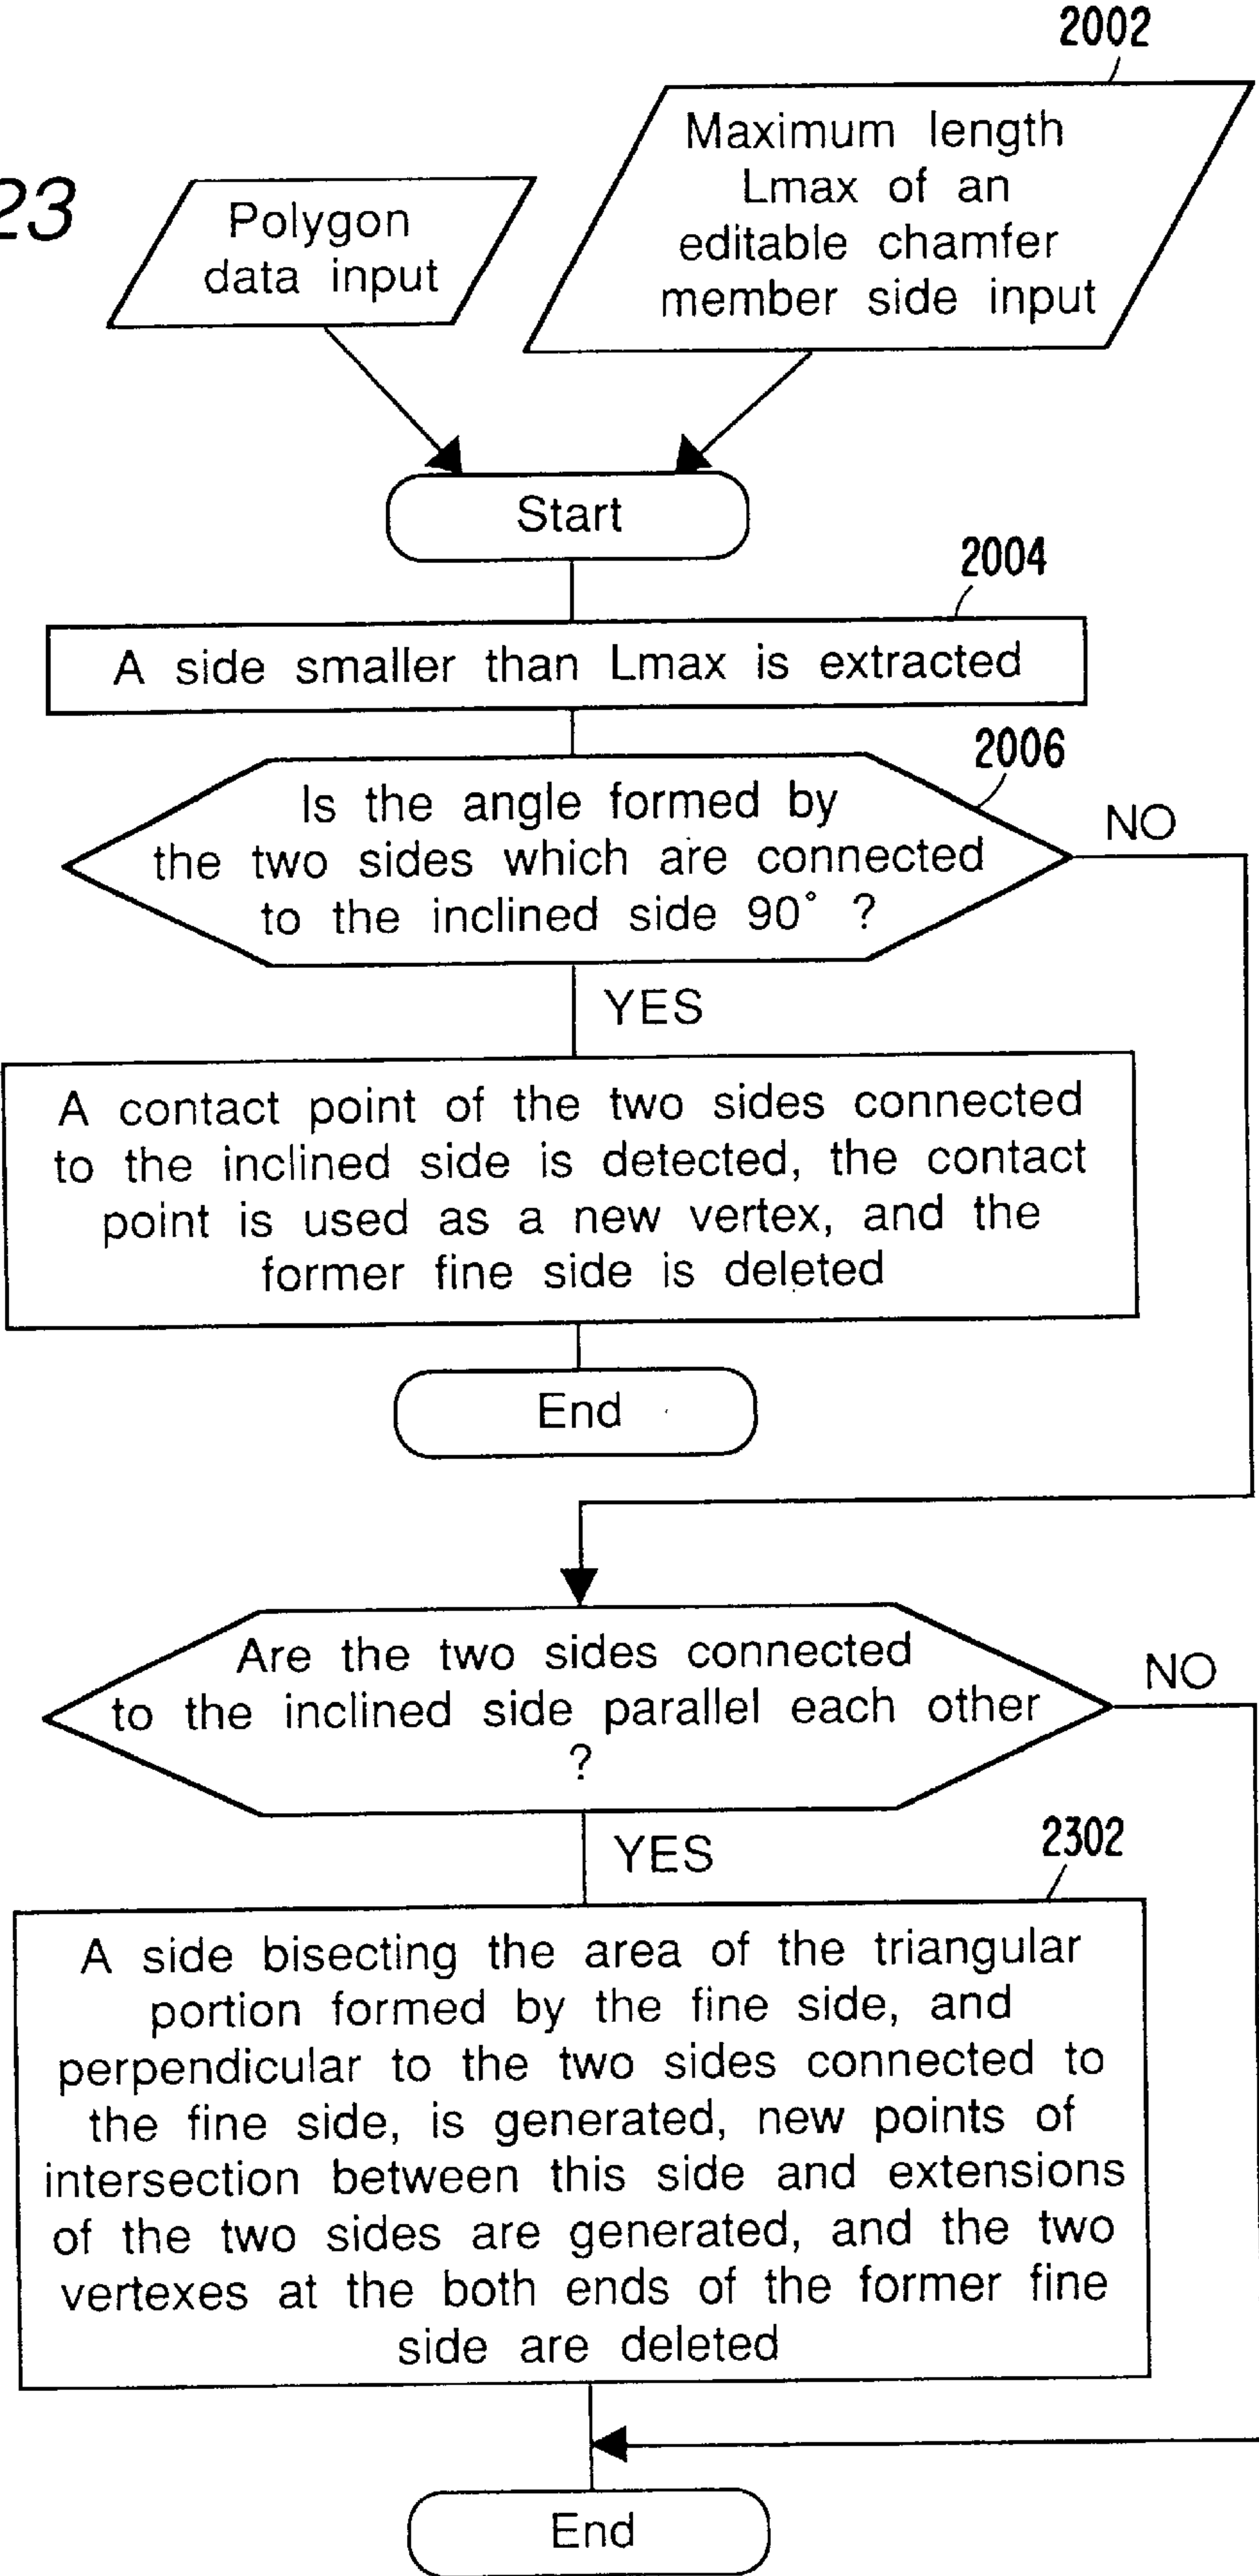 2002
23
Polygon
data input
Maximum length
Lmax of an
editable chamfer
member side input
Start
2004
A side smaller than Lmax is extracted
2006
Is the angle formed by
the two sides which are connected
to the inclined side 90° ?
NO
YES
A contact point of the two sides connected
to the inclined side is detected, the contact
point is used as a new vertex, and the
former fine side is deleted
End
Are the two sides connected
to the inclined side parallel each other
?
NO
YES
2302
A side bisecting the area of the triangular
portion formed by the fine side, and
perpendicular to the two sides connected to
the fine side, is generated, new points of
intersection between this side and extensions
of the two sides are generated, and the two
vertexes at the both ends of the former fine
side are deleted
End